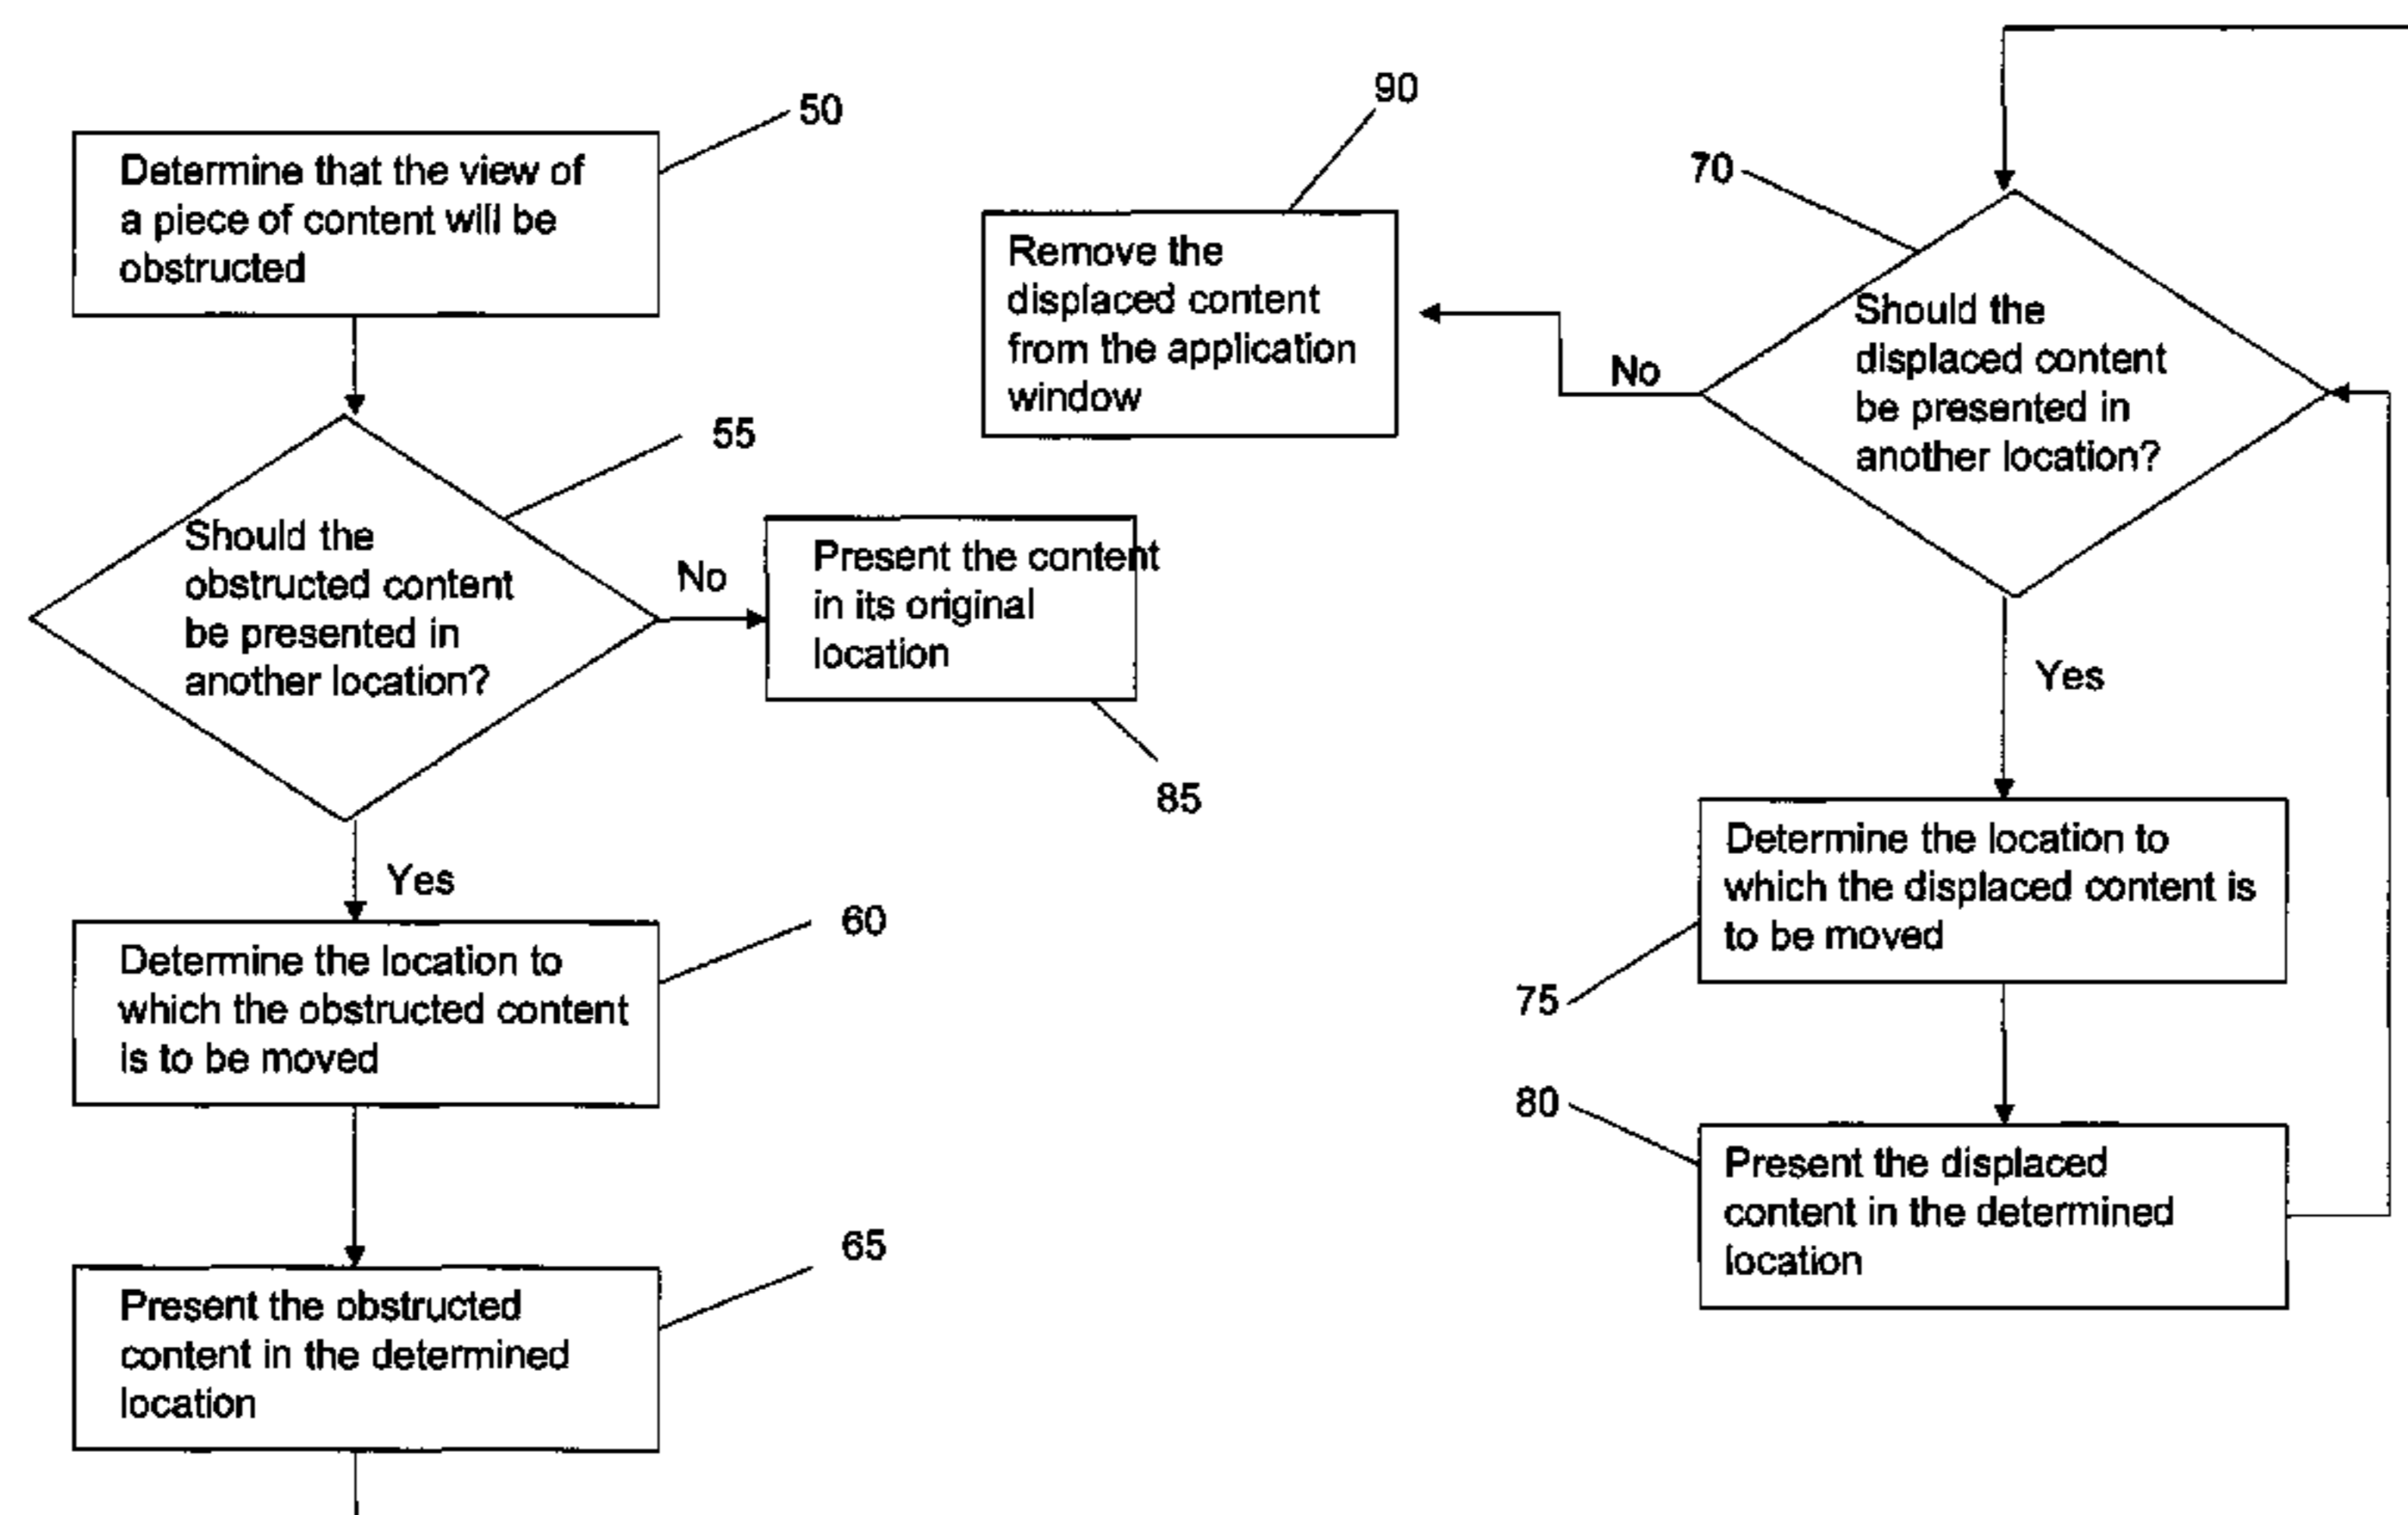 50
Determine that the view of
a piece of content will be
obstructed
55
Should the
obstructed content
be presented in
another location?
No
Present the content
in its original
location
85
Yes
60
Determine the location to
which the obstructed content
is to be moved
65
Present the obstructed
content in the determined
location
90
Remove the
displaced content
from the application
window
70
Should the
displaced content
be presented in
another location?
No
Yes
Determine the location to
which the displaced content is
to be moved
75
80
Present the displaced
content in the determined
location